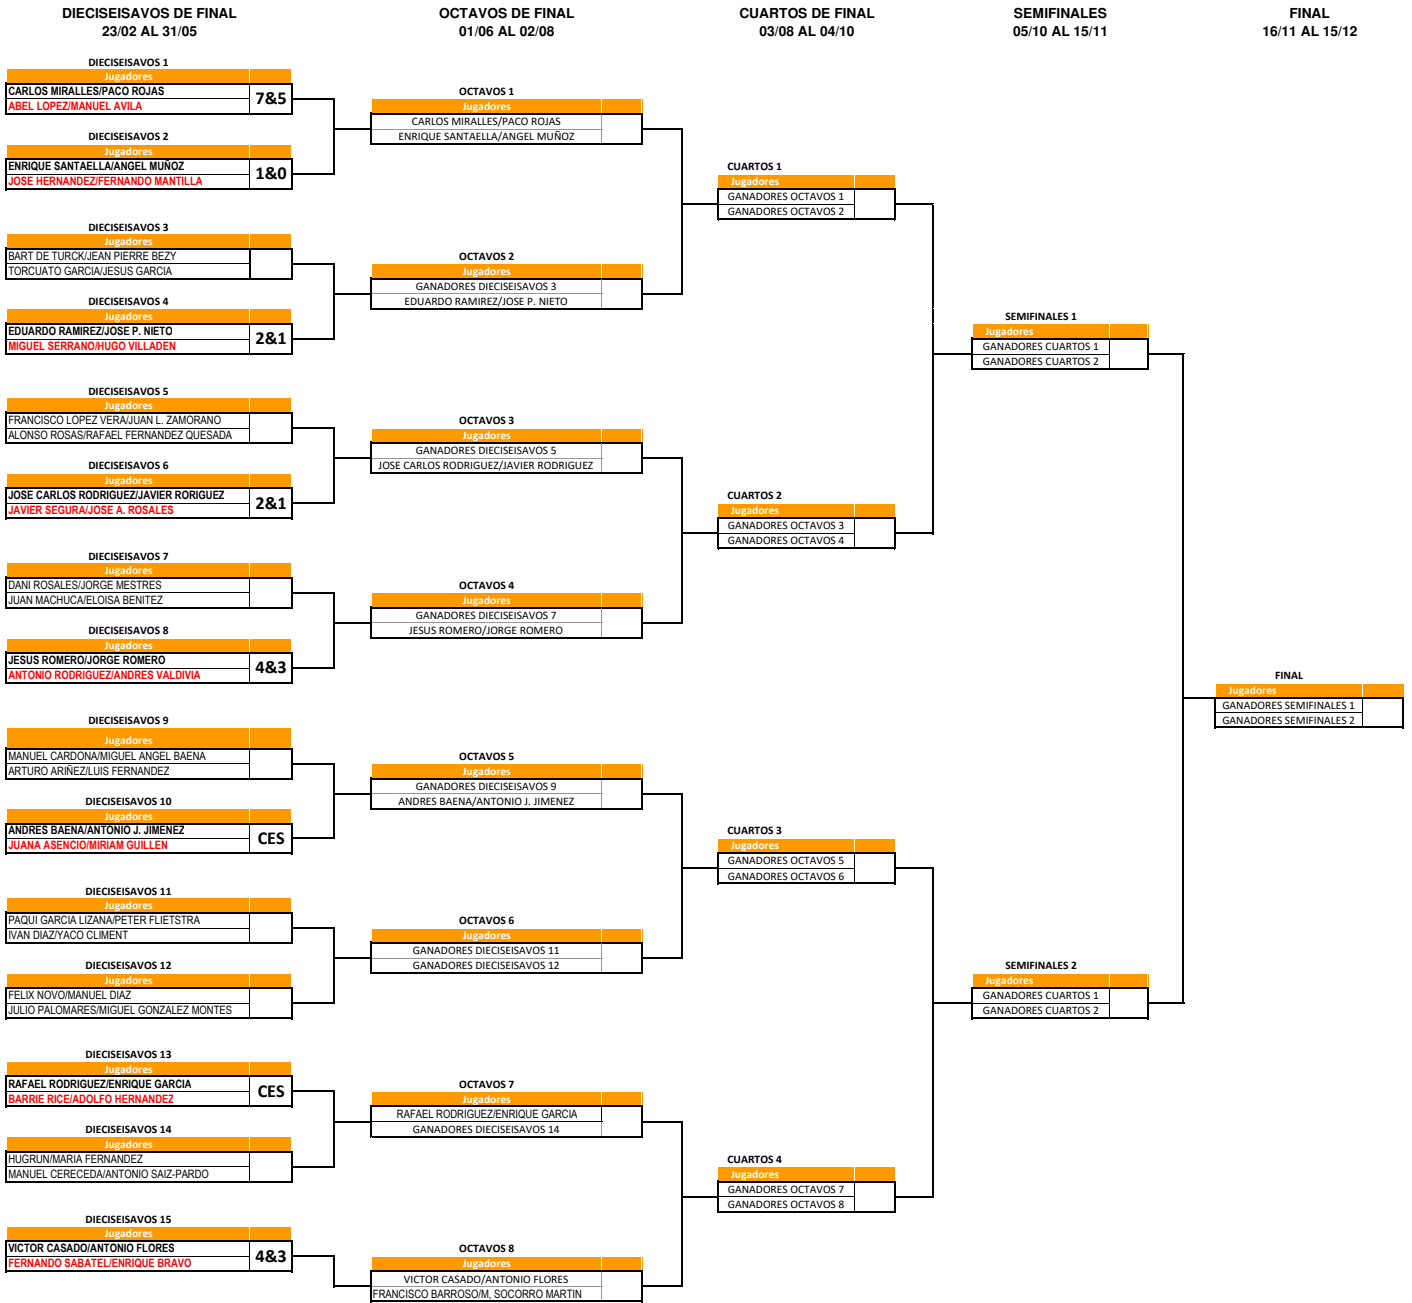 DIECISEISAVOS DE FINAL
23/02 AL 31/05
OCTAVOS DE FINAL
01/06 AL 02/08
CUARTOS DE FINAL
03/08 AL 04/10
SEMIFINALES
05/10 AL 15/11
FINAL
16/11 AL 15/12
DIECISEISAVOS 1
Jugadores
CARLOS MIRALLES/PACO ROJAS
ABEL LOPEZ/MANUEL AVILA
7&5
DIECISEISAVOS 2
Jugadores
ENRIQUE SANTAELLA/ANGEL MUÑOZ
JOSE HERNANDEZ/FERNANDO MANTILLA
1&0
DIECISEISAVOS 3
Jugadores
BART DE TURCK/JEAN PIERRE BEZY
TORCUATO GARCIA/JESUS GARCIA
DIECISEISAVOS 4
Jugadores
EDUARDO RAMIREZ/JOSE P. NIETO
MIGUEL SERRANO/HUGO VILLADEN
2&1
DIECISEISAVOS 5
Jugadores
FRANCISCO LOPEZ VERA/JUAN L. ZAMORANO
ALONSO ROSAS/RAFAEL FERNANDEZ QUESADA
DIECISEISAVOS 6
Jugadores
JOSE CARLOS RODRIGUEZ/JAVIER RORIGUEZ
JAVIER SEGURA/JOSE A. ROSALES
2&1
DIECISEISAVOS 7
Jugadores
DANI ROSALES/JORGE MESTRES
JUAN MACHUCA/ELOISA BENITEZ
DIECISEISAVOS 8
Jugadores
JESUS ROMERO/JORGE ROMERO
ANTONIO RODRIGUEZ/ANDRES VALDIVIA
4&3
DIECISEISAVOS 9
Jugadores
MANUEL CARDONA/MIGUEL ANGEL BAENA
ARTURO ARIÑEZ/LUIS FERNANDEZ
DIECISEISAVOS 10
Jugadores
ANDRES BAENA/ANTONIO J. JIMENEZ
JUANA ASENCIO/MIRIAM GUILLEN
CES
DIECISEISAVOS 11
Jugadores
PAQUI GARCIA LIZANA/PETER FLIETSTRA
IVAN DIAZ/YACO CLIMENT
DIECISEISAVOS 12
Jugadores
FELIX NOVO/MANUEL DIAZ
JULIO PALOMARES/MIGUEL GONZALEZ MONTES
DIECISEISAVOS 13
Jugadores
RAFAEL RODRIGUEZ/ENRIQUE GARCIA
BARRIE RICE/ADOLFO HERNANDEZ
CES
DIECISEISAVOS 14
Jugadores
HUGRUN/MARIA FERNANDEZ
MANUEL CERECEDA/ANTONIO SAIZ-PARDO
DIECISEISAVOS 15
Jugadores
VICTOR CASADO/ANTONIO FLORES
FERNANDO SABATEL/ENRIQUE BRAVO
4&3
OCTAVOS 1
Jugadores
CARLOS MIRALLES/PACO ROJAS
ENRIQUE SANTAELLA/ANGEL MUÑOZ
OCTAVOS 2
Jugadores
GANADORES DIECISEISAVOS 3
EDUARDO RAMIREZ/JOSE P. NIETO
OCTAVOS 3
Jugadores
GANADORES DIECISEISAVOS 5
JOSE CARLOS RODRIGUEZ/JAVIER RODRIGUEZ
OCTAVOS 4
Jugadores
GANADORES DIECISEISAVOS 7
JESUS ROMERO/JORGE ROMERO
OCTAVOS 5
Jugadores
GANADORES DIECISEISAVOS 9
ANDRES BAENA/ANTONIO J. JIMENEZ
OCTAVOS 6
Jugadores
GANADORES DIECISEISAVOS 11
GANADORES DIECISEISAVOS 12
OCTAVOS 7
Jugadores
RAFAEL RODRIGUEZ/ENRIQUE GARCIA
GANADORES DIECISEISAVOS 14
OCTAVOS 8
Jugadores
VICTOR CASADO/ANTONIO FLORES
FRANCISCO BARROSO/M, SOCORRO MARTIN
CUARTOS 1
Jugadores
GANADORES OCTAVOS 1
GANADORES OCTAVOS 2
CUARTOS 2
Jugadores
GANADORES OCTAVOS 3
GANADORES OCTAVOS 4
CUARTOS 3
Jugadores
GANADORES OCTAVOS 5
GANADORES OCTAVOS 6
CUARTOS 4
Jugadores
GANADORES OCTAVOS 7
GANADORES OCTAVOS 8
SEMIFINALES 1
Jugadores
GANADORES CUARTOS 1
GANADORES CUARTOS 2
SEMIFINALES 2
Jugadores
GANADORES CUARTOS 1
GANADORES CUARTOS 2
FINAL
Jugadores
GANADORES SEMIFINALES 1
GANADORES SEMIFINALES 2